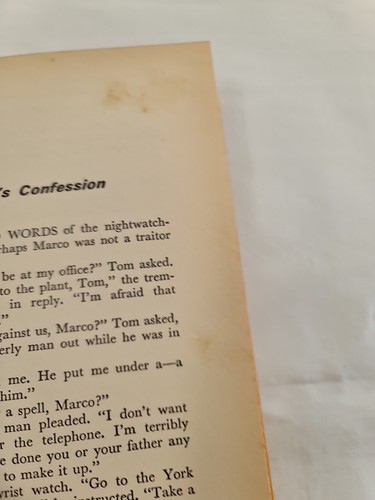 's Confession
WORDS of the nightwatch-
rhaps Marco was not a traitor
be at my office?" Tom asked.
to the plant, Tom," the trem-
in reply. "I'm afraid that
"
gainst us, Marco?" Tom asked,
erly man out while he was in
me. He put me under a—a
him."
a spell, Marco?"
man pleaded. "I don't want
r the telephone. I'm terribly
e done you or your father any
to make it up."
wrist watch. "Go to the York
instructed. "Take a